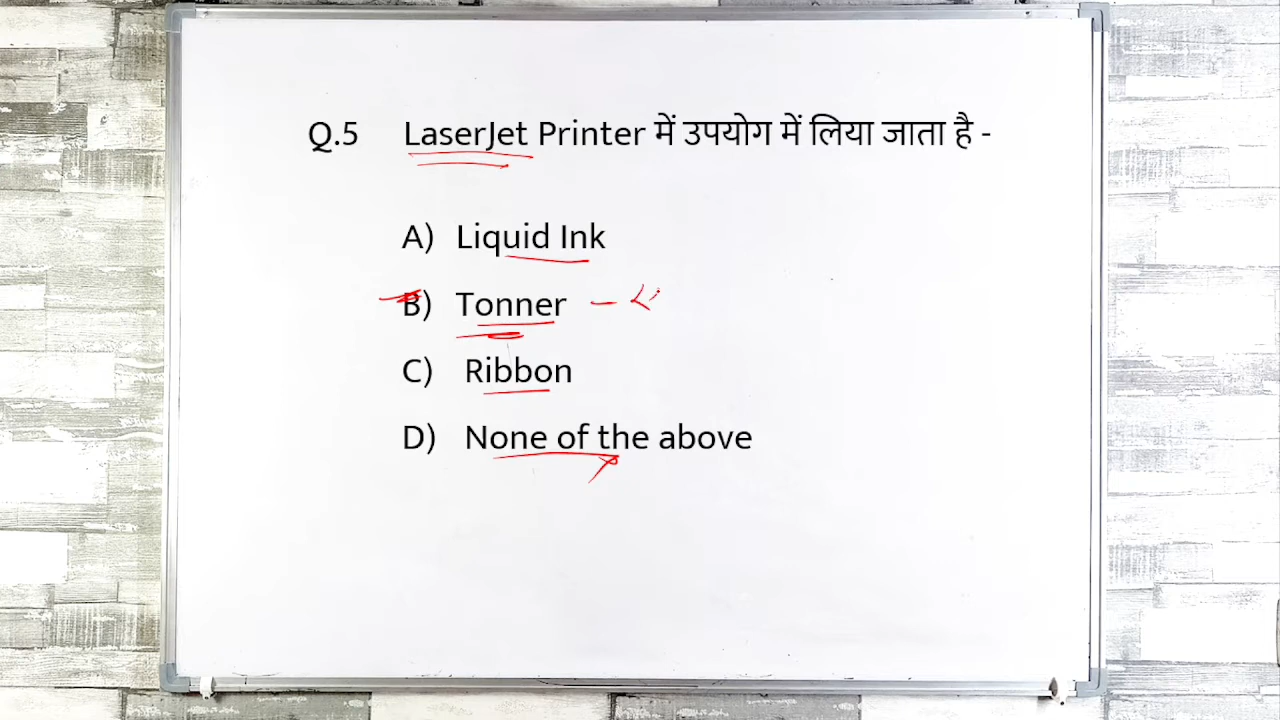 Q.5 LaserJet Printer में उपयोग में लिया जाता है -
A) Liquid Ink
B) Tonner
C) Ribbon
D) None of the above